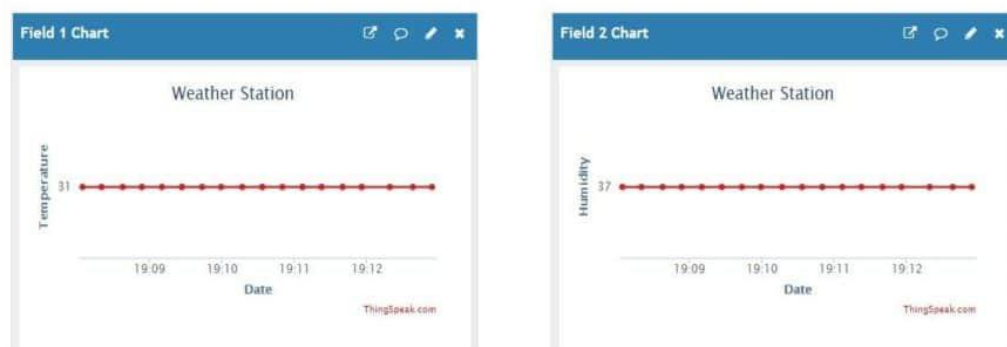 Field 1 Chart
Weather Station
Temperature
31
19:09 19:10 19:11 19:12
Date
ThingSpeak.com
Field 2 Chart
Weather Station
Humidity
37
19:09 19:10 19:11 19:12
Date
ThingSpeak.com